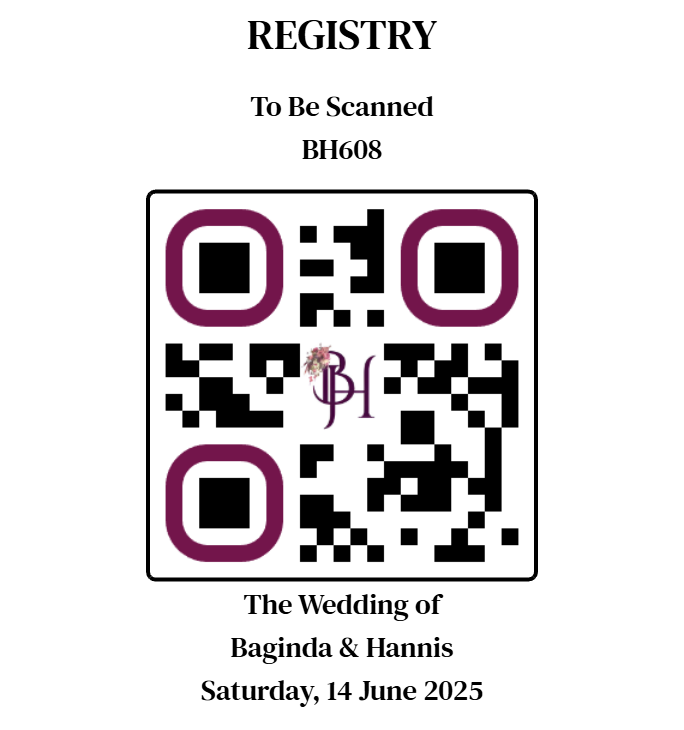 REGISTRY
To Be Scanned
BH608
BH
The Wedding of
Baginda & Hannis
Saturday, 14 June 2025